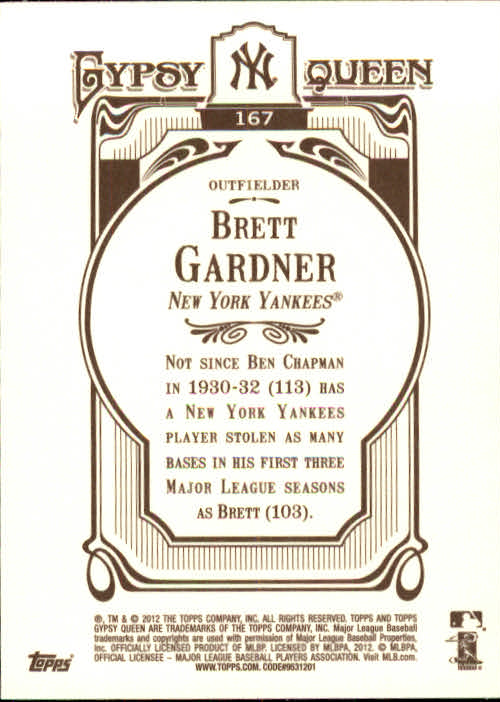 GYPSY NY QUEEN
167
OUTFIELDER
BRETT
GARDNER
NEW YORK YANKEES®
NOT SINCE BEN CHAPMAN
IN 1930-32 (113) HAS
A NEW YORK YANKEES
PLAYER STOLEN AS MANY
BASES IN HIS FIRST THREE
MAJOR LEAGUE SEASONS
AS BRETT (103).
®, TM & © 2012 THE TOPPS COMPANY, INC. ALL RIGHTS RESERVED. TOPPS AND TOPPS
GYPSY QUEEN ARE TRADEMARKS OF THE TOPPS COMPANY, INC. Major League Baseball
trademarks and copyrights are used with permission of Major League Baseball Properties,
Inc. OFFICIALLY LICENSED PRODUCT OF MLBP. LICENSED BY MLBPA, 2012. © MLBPA,
OFFICIAL LICENSEE – MAJOR LEAGUE BASEBALL PLAYERS ASSOCIATION. Visit MLB.com.
WWW.TOPPS.COM. CODE#9531201
TOPPS